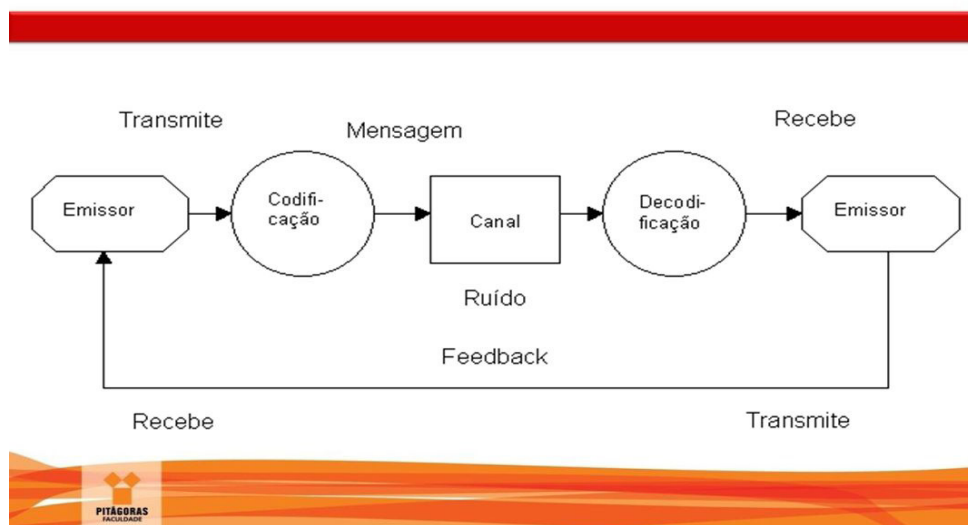 Transmite
Mensagem
Recebe
Emissor
Codifi-
cação
Canal
Decodi-
ficação
Emissor
Ruído
Feedback
Recebe
Transmite
PITÁGORAS
FACULDADE